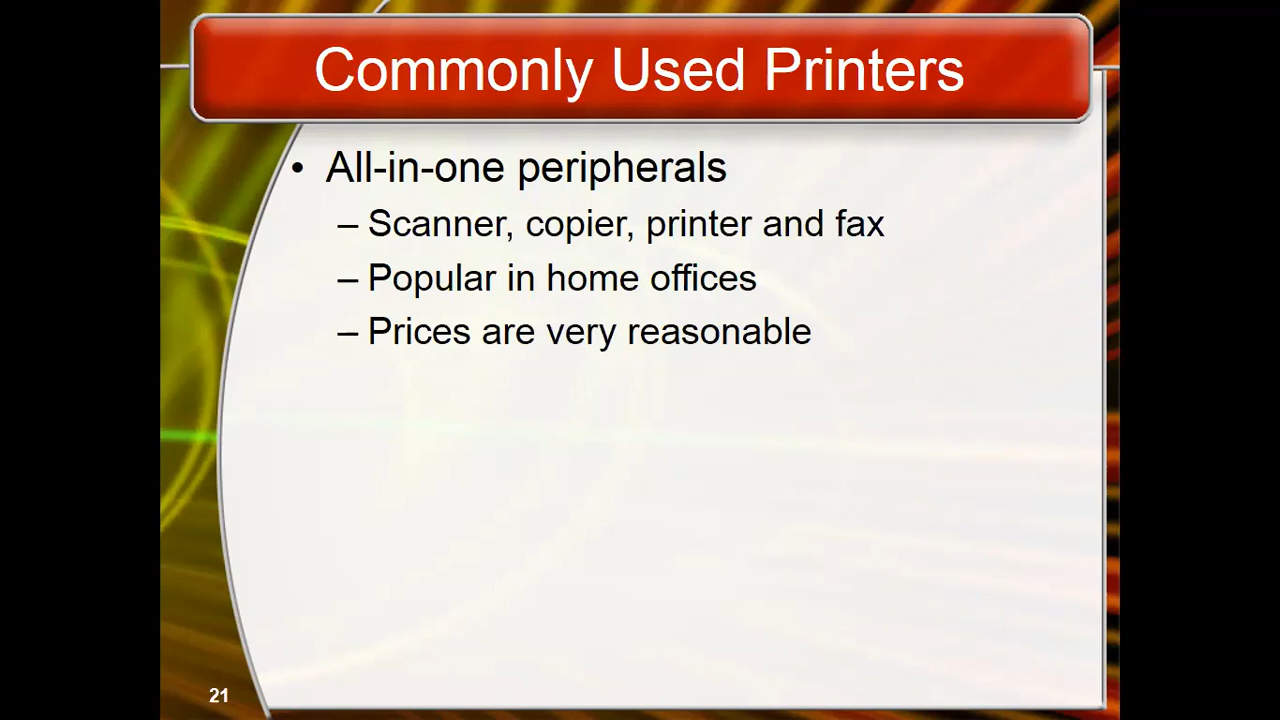 Commonly Used Printers
• All-in-one peripherals
– Scanner, copier, printer and fax
– Popular in home offices
– Prices are very reasonable
21